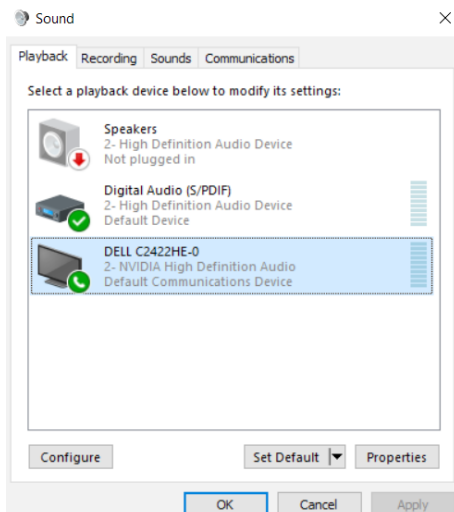 Sound
Playback Recording Sounds Communications
Select a playback device below to modify its settings:
Speakers
2- High Definition Audio Device
Not plugged in
Digital Audio (S/PDIF)
2- High Definition Audio Device
Default Device
DELL C2422HE-0
2- NVIDIA High Definition Audio
Default Communications Device
Configure Set Default Properties
OK Cancel Apply